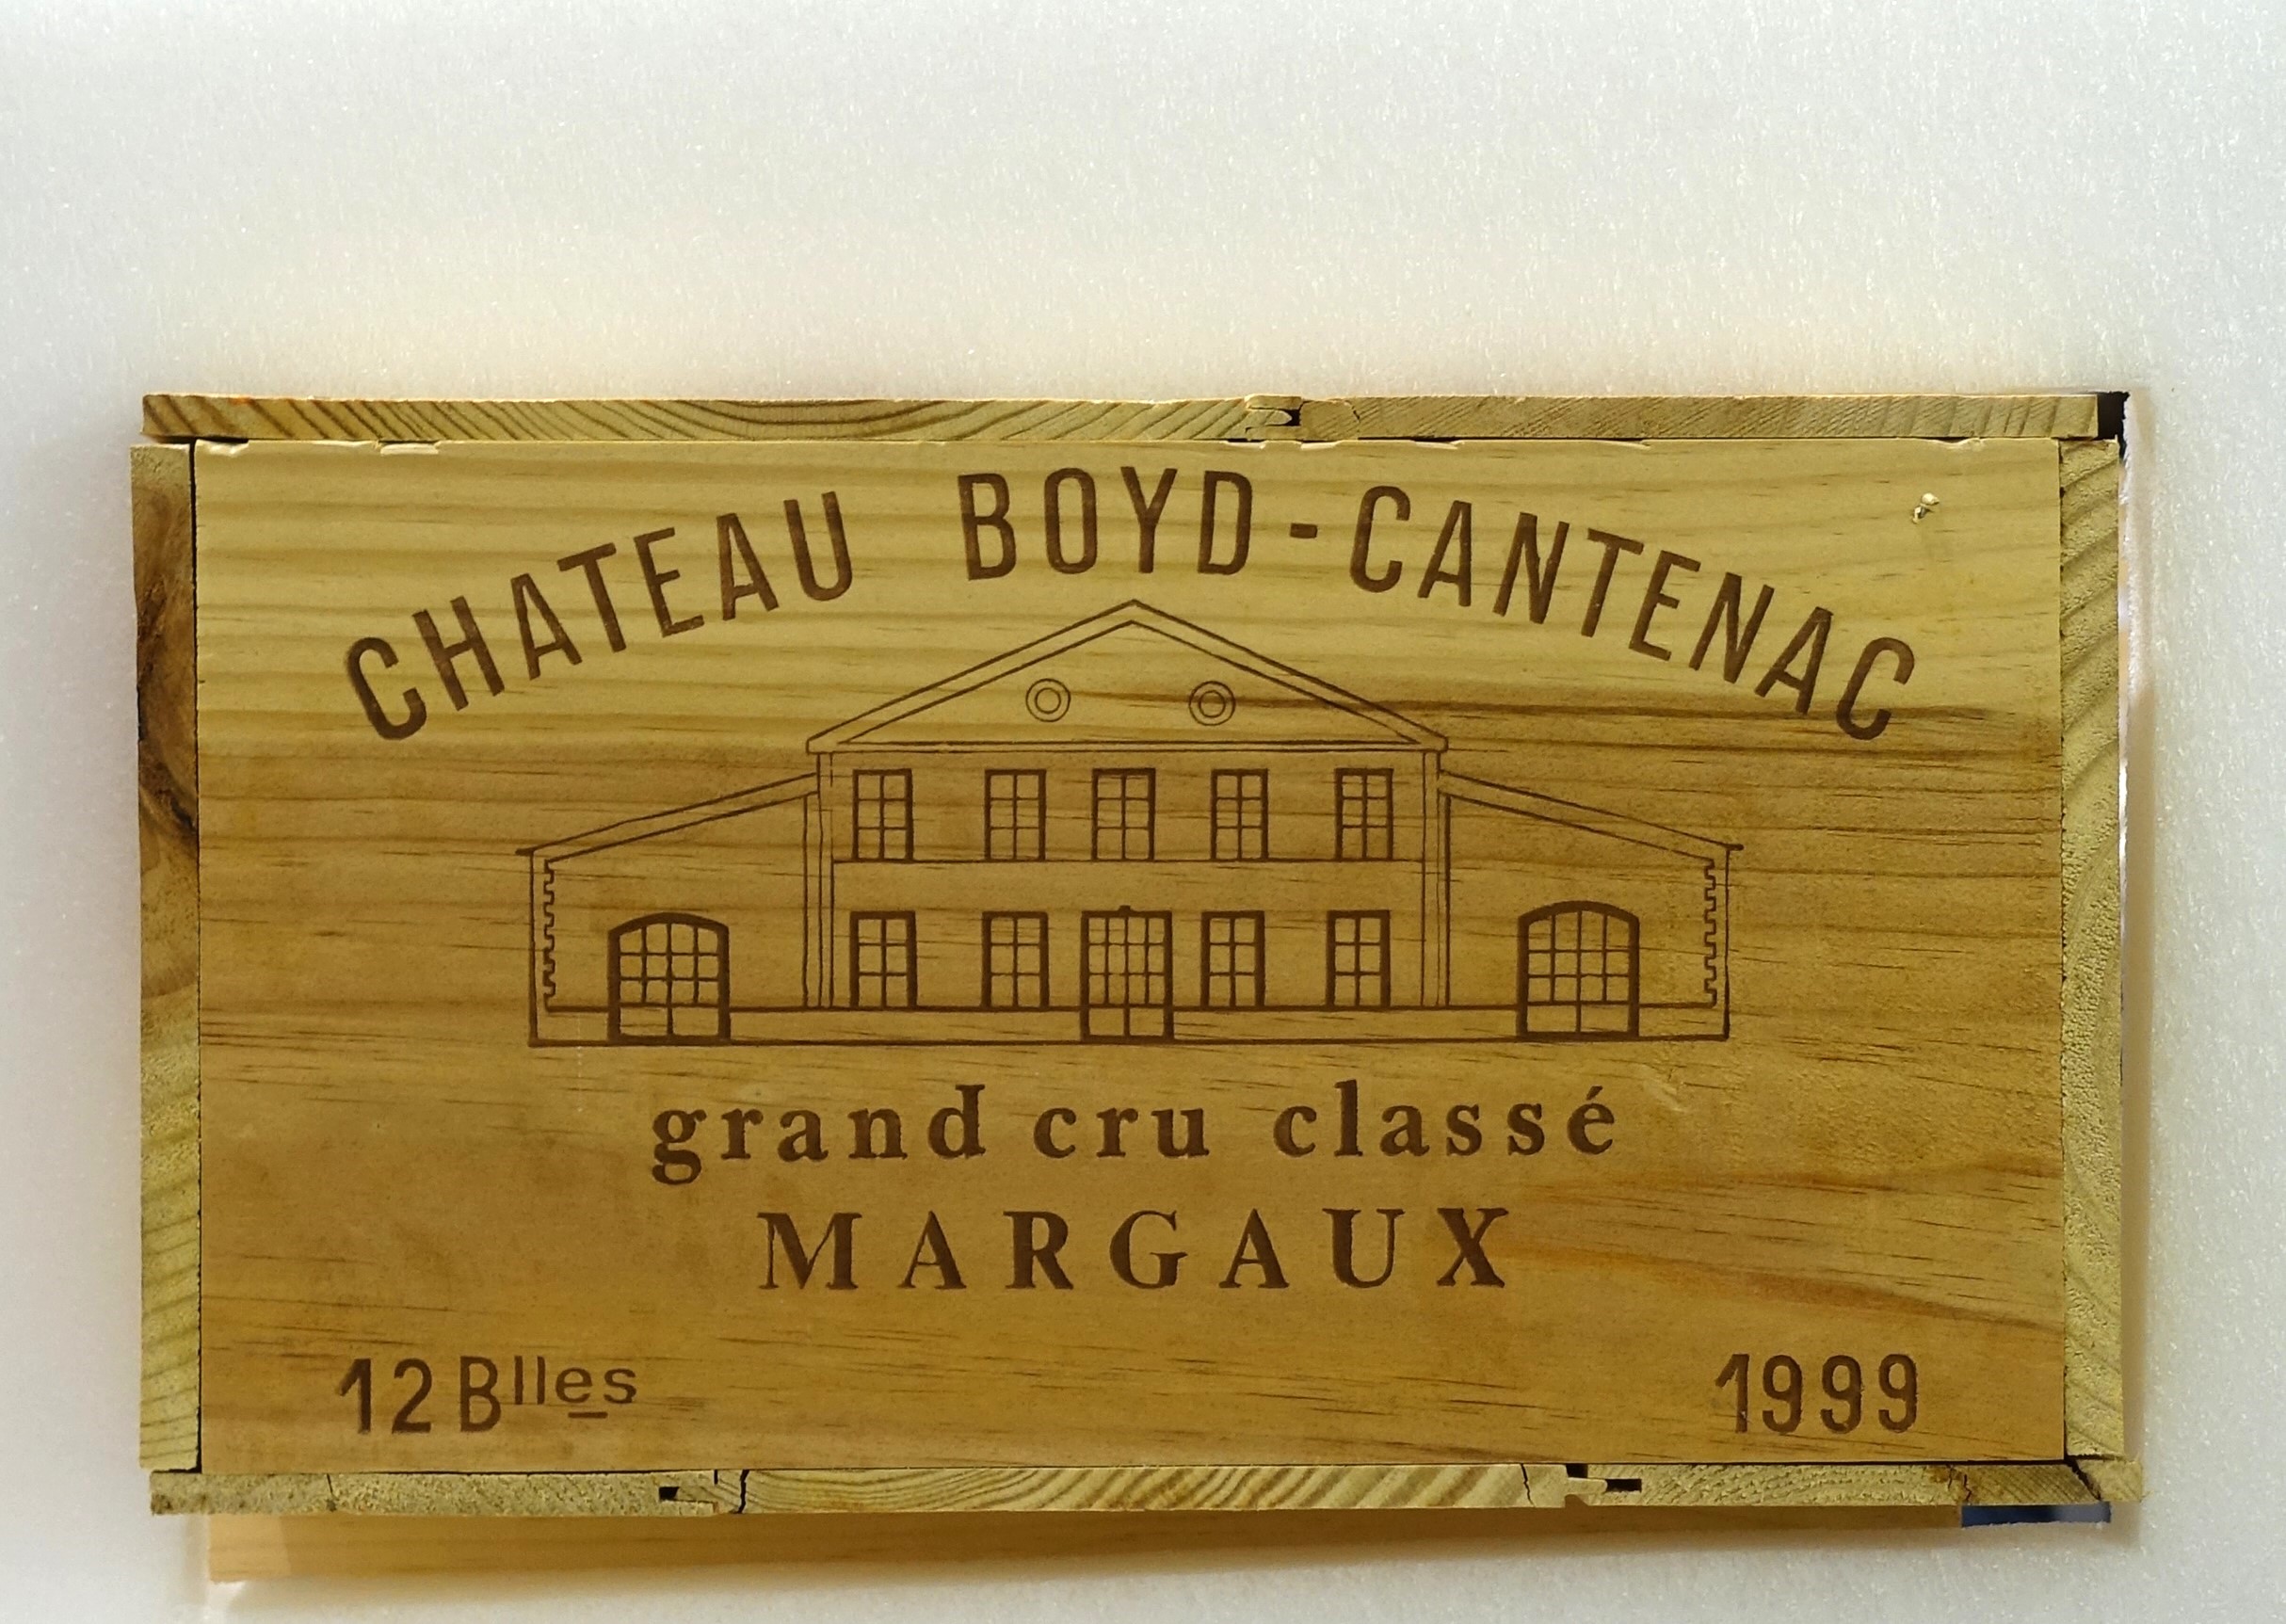 CHATEAU BOYD-CANTENAC
grand cru classé
MARGAUX
12 Blles
1999